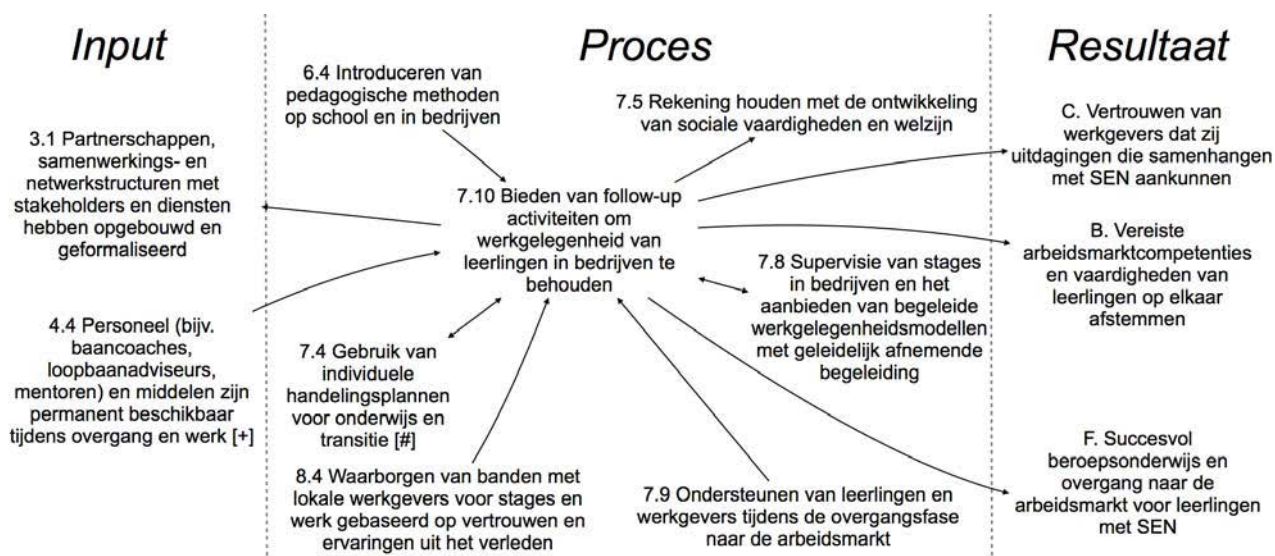 Input
3.1 Partnerschappen,
samenwerkings- en
netwerkstructuren met
stakeholders en diensten
hebben opgebouwd en
geformaliseerd
4.4 Personeel (bijv.
baancoaches,
loopbaanadviseurs,
mentoren) en middelen zijn
permanent beschikbaar
tijdens overgang en werk [+]
Proces
6.4 Introduceren van
pedagogische methoden
op school en in bedrijven
7.5 Rekening houden met de ontwikkeling
van sociale vaardigheden en welzijn
7.10 Bieden van follow-up
activiteiten om
werkgelegenheid van
leerlingen in bedrijven te
behouden
7.8 Supervisie van stages
in bedrijven en het
aanbieden van begeleide
werkgelegenheidsmodellen
met geleidelijk afnemende
begeleiding
7.4 Gebruik van
individuele
handelingsplannen
voor onderwijs en
transitie [#]
8.4 Waarborgen van banden met
lokale werkgevers voor stages en
werk gebaseerd op vertrouwen en
ervaringen uit het verleden
7.9 Ondersteunen van leerlingen en
werkgevers tijdens de overgangsfase
naar de arbeidsmarkt
Resultaat
C. Vertrouwen van
werkgevers dat zij
uitdagingen die samenhangen
met SEN aankunnen
B. Vereiste
arbeidsmarktcompetenties
en vaardigheden van
leerlingen op elkaar
afstemmen
F. Succesvol
beroepsonderwijs en
overgang naar de
arbeidsmarkt voor leerlingen
met SEN